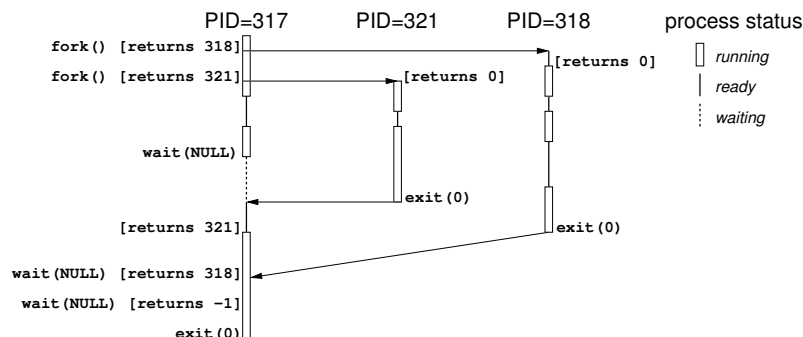 PID=317 PID=321 PID=318 process status
fork() [returns 318]
[returns 0] running
fork() [returns 321] [returns 0]
ready
waiting
wait(NULL)
exit(0)
[returns 321] exit(0)
wait(NULL) [returns 318]
wait(NULL) [returns -1]
exit(0)